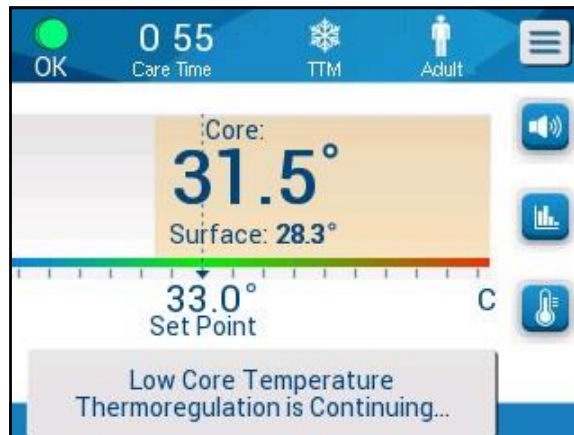 OK
0 55
Care Time
TTM
Adult
Core:
31.5°
Surface: 28.3°
33.0°
Set Point
C
Low Core Temperature
Thermoregulation is Continuing...